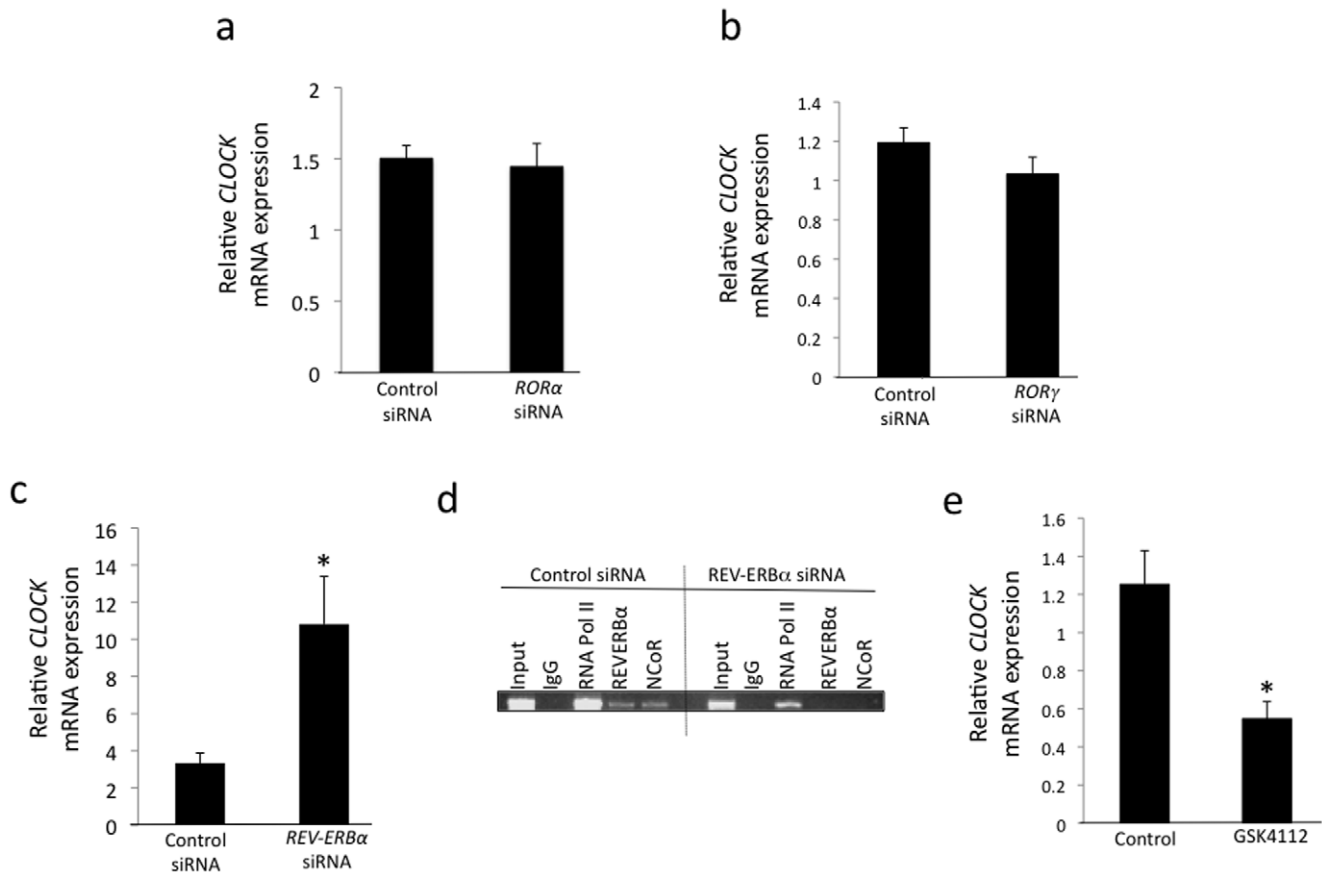 a
Relative CLOCK
mRNA expression
2
1.5
1
0.5
0
Control
siRNA
RORα
siRNA
b
Relative CLOCK
mRNA expression
1.4
1.2
1
0.8
0.6
0.4
0.2
0
Control
siRNA
RORγ
siRNA
c
Relative CLOCK
mRNA expression
16
14
12
10
8
6
4
2
0
*
Control
siRNA
REV-ERBα
siRNA
d
Control siRNA
REV-ERBα siRNA
Input
IgG
RNA Pol II
REVERBα
NCoR
Input
IgG
RNA Pol II
REVERBα
NCoR
e
Relative CLOCK
mRNA expression
1.6
1.4
1.2
1
0.8
0.6
0.4
0.2
0
*
Control
GSK4112